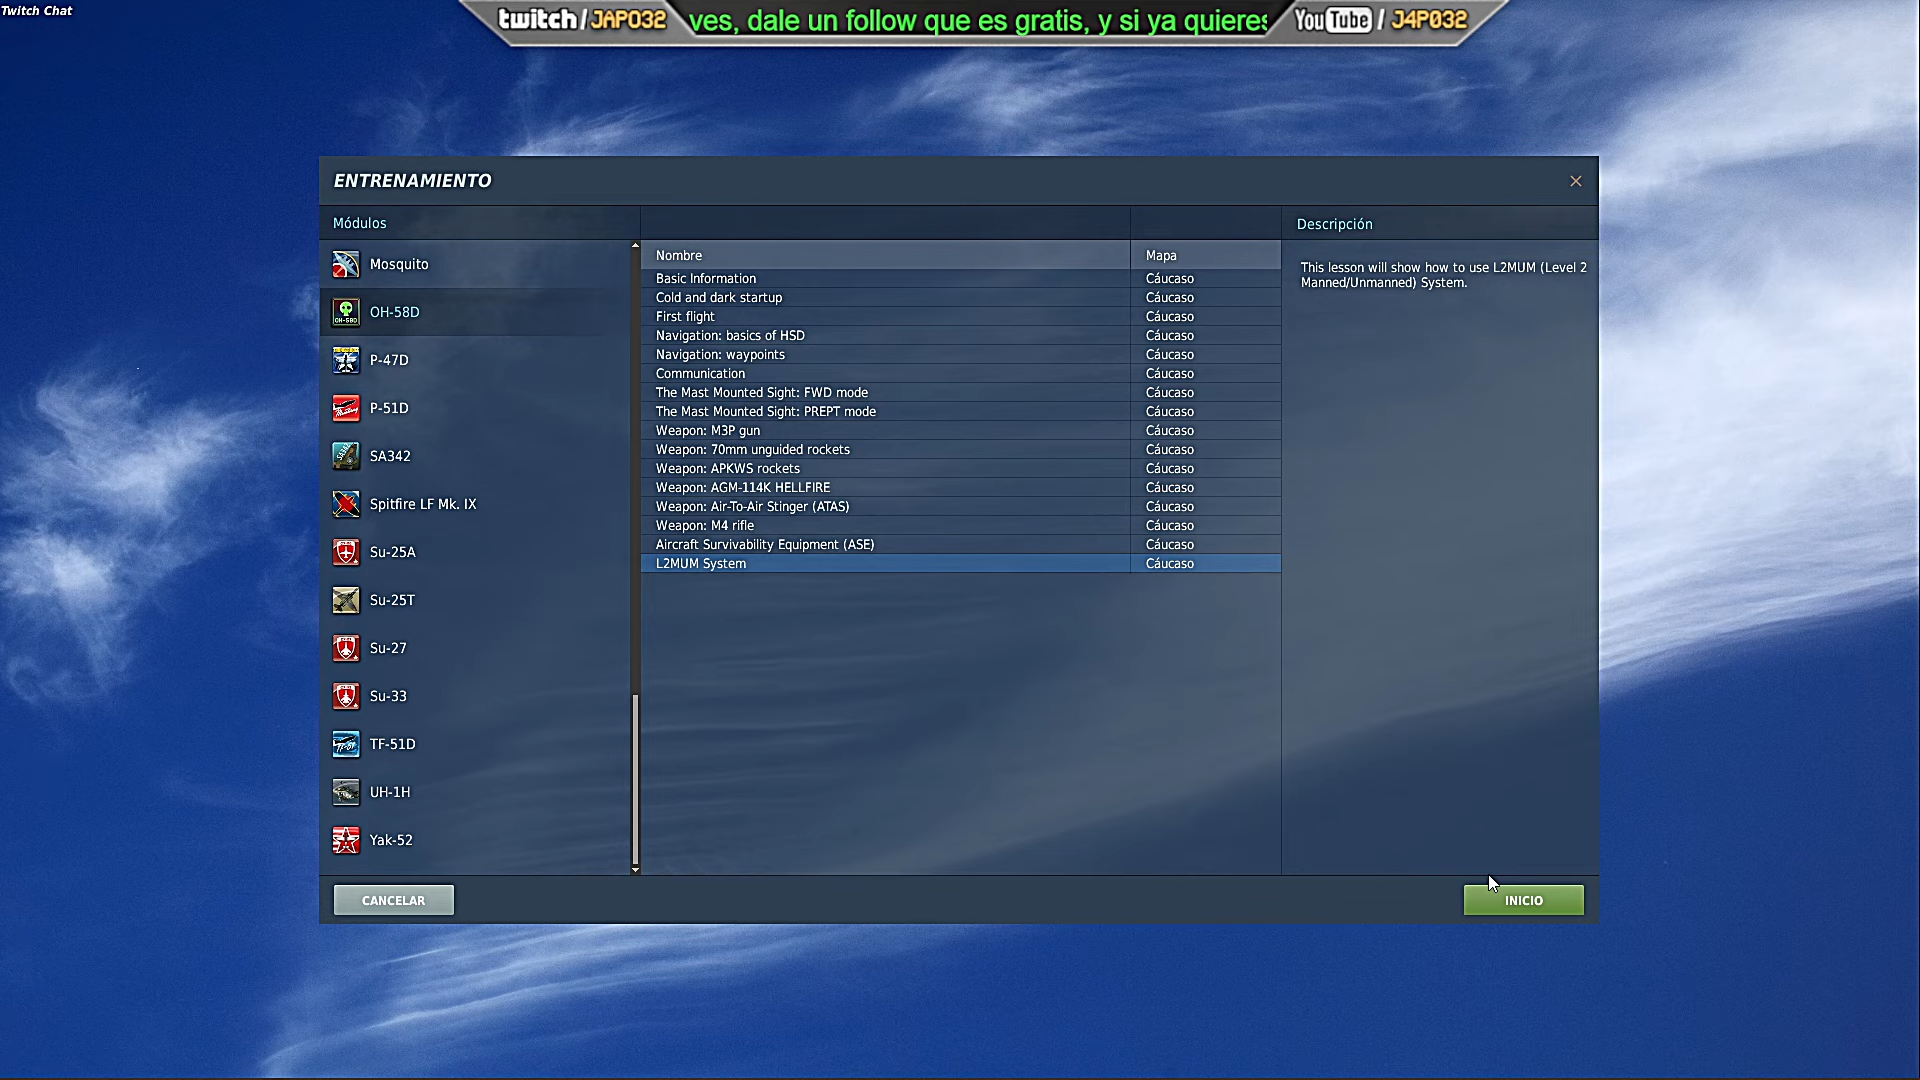 Twitch Chat
twitch / JAPO32
ves, dale un follow que es gratis, y si ya quieres
YouTube / J4P032
ENTRENAMIENTO
Módulos
Descripción
Mosquito
OH-58D
P-47D
P-51D
SA342
Spitfire LF Mk. IX
Su-25A
Su-25T
Su-27
Su-33
TF-51D
UH-1H
Yak-52
Nombre Mapa
Basic Information Cáucaso
Cold and dark startup Cáucaso
First flight Cáucaso
Navigation: basics of HSD Cáucaso
Navigation: waypoints Cáucaso
Communication Cáucaso
The Mast Mounted Sight: FWD mode Cáucaso
The Mast Mounted Sight: PREPT mode Cáucaso
Weapon: M3P gun Cáucaso
Weapon: 70mm unguided rockets Cáucaso
Weapon: APKWS rockets Cáucaso
Weapon: AGM-114K HELLFIRE Cáucaso
Weapon: Air-To-Air Stinger (ATAS) Cáucaso
Weapon: M4 rifle Cáucaso
Aircraft Survivability Equipment (ASE) Cáucaso
L2MUM System Cáucaso
This lesson will show how to use L2MUM (Level 2
Manned/Unmanned) System.
CANCELAR
INICIO